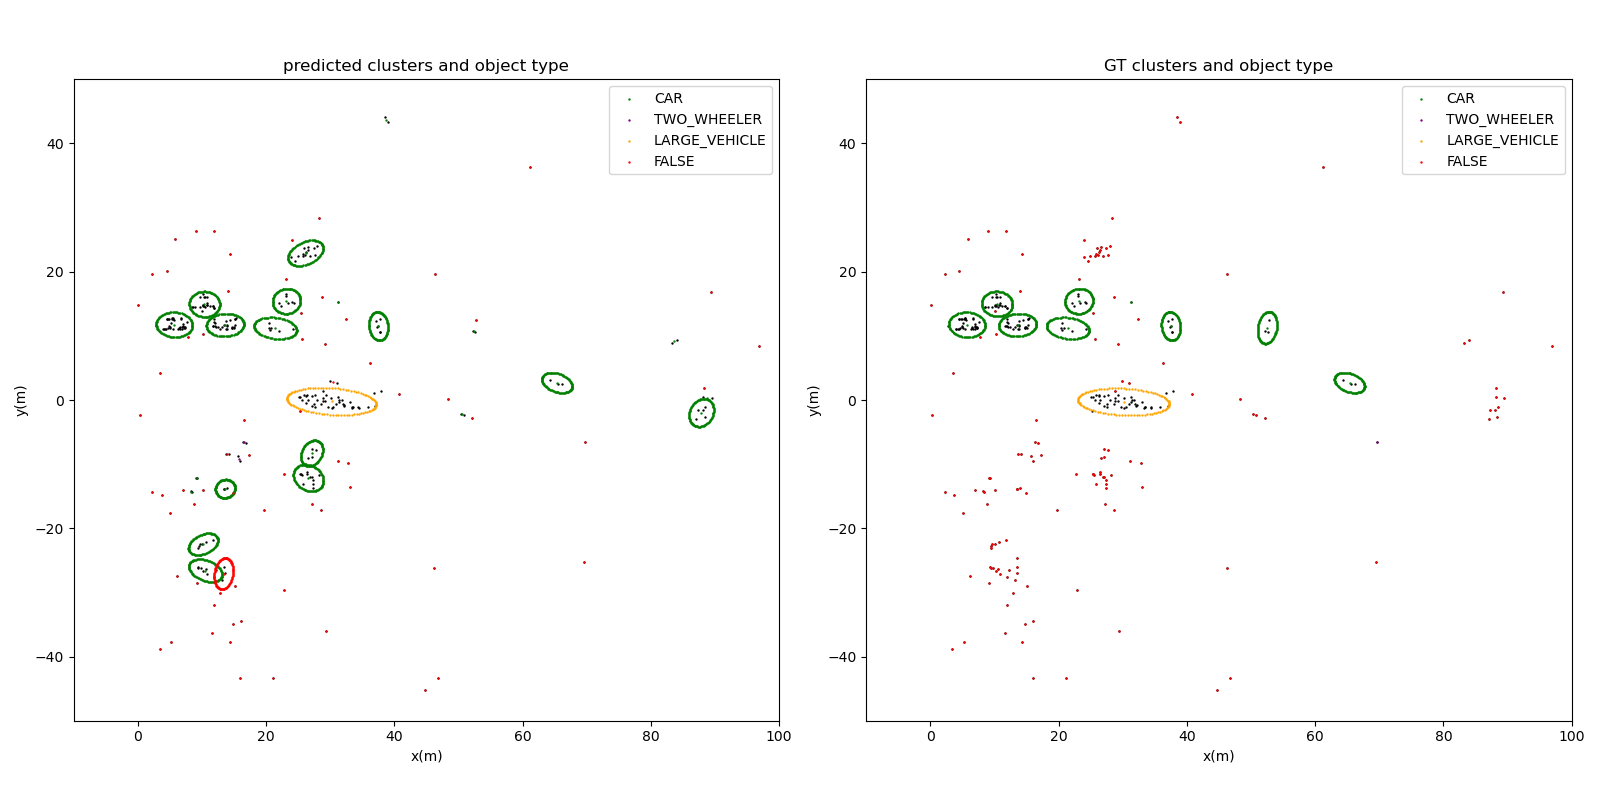 predicted clusters and object type
CAR
TWO_WHEELER
LARGE_VEHICLE
FALSE
40
20
0
−20
−40
y(m)
0
20
40
60
80
100
x(m)
GT clusters and object type
CAR
TWO_WHEELER
LARGE_VEHICLE
FALSE
40
20
0
−20
−40
y(m)
0
20
40
60
80
100
x(m)